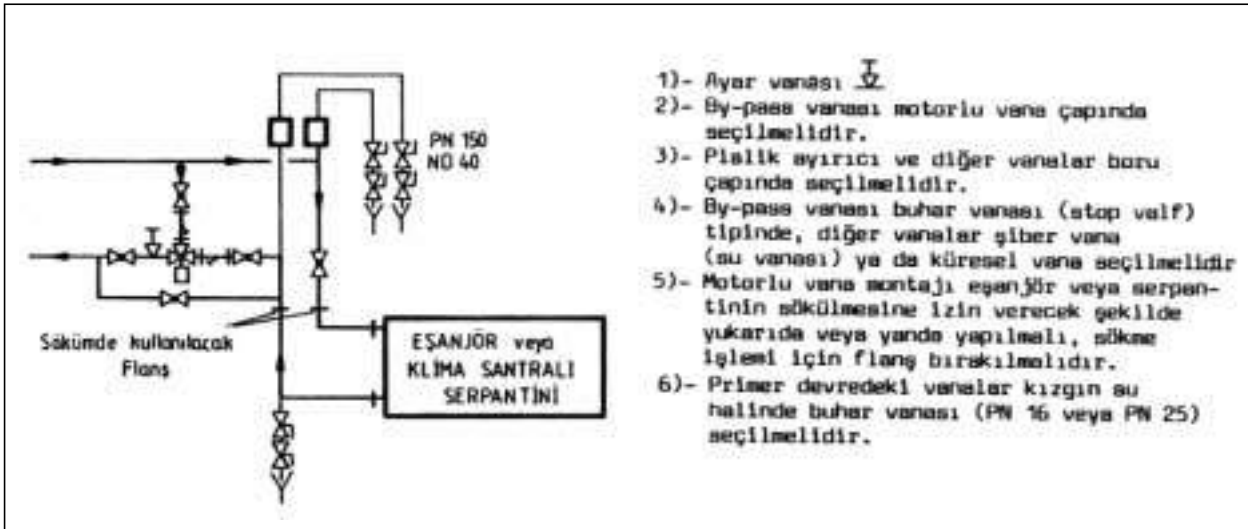 PN 150
NO 40
Sökümde kullanılacak
Flanş
EŞANJÖR veya
KLİMA SANTRALI
SERPANTİNİ
1)- Ayar vanası
2)- By-pass vanası motorlu vana çapında
seçilmelidir.
3)- Pislik ayırıcı ve diğer vanalar boru
çapında seçilmelidir.
4)- By-pass vanası buhar vanası (stop valf)
tipinde, diğer vanalar şiber vana
(su vanası) ya da küresel vana seçilmelidir
5)- Motorlu vana montajı eşanjör veya serpan-
tinin sökülmesine izin verecek şekilde
yukarıda veya yanda yapılmalı, sökme
işlemi için flanş bırakılmalıdır.
6)- Primer devredeki vanalar kızgın su
halinde buhar vanası (PN 16 veya PN 25)
seçilmelidir.